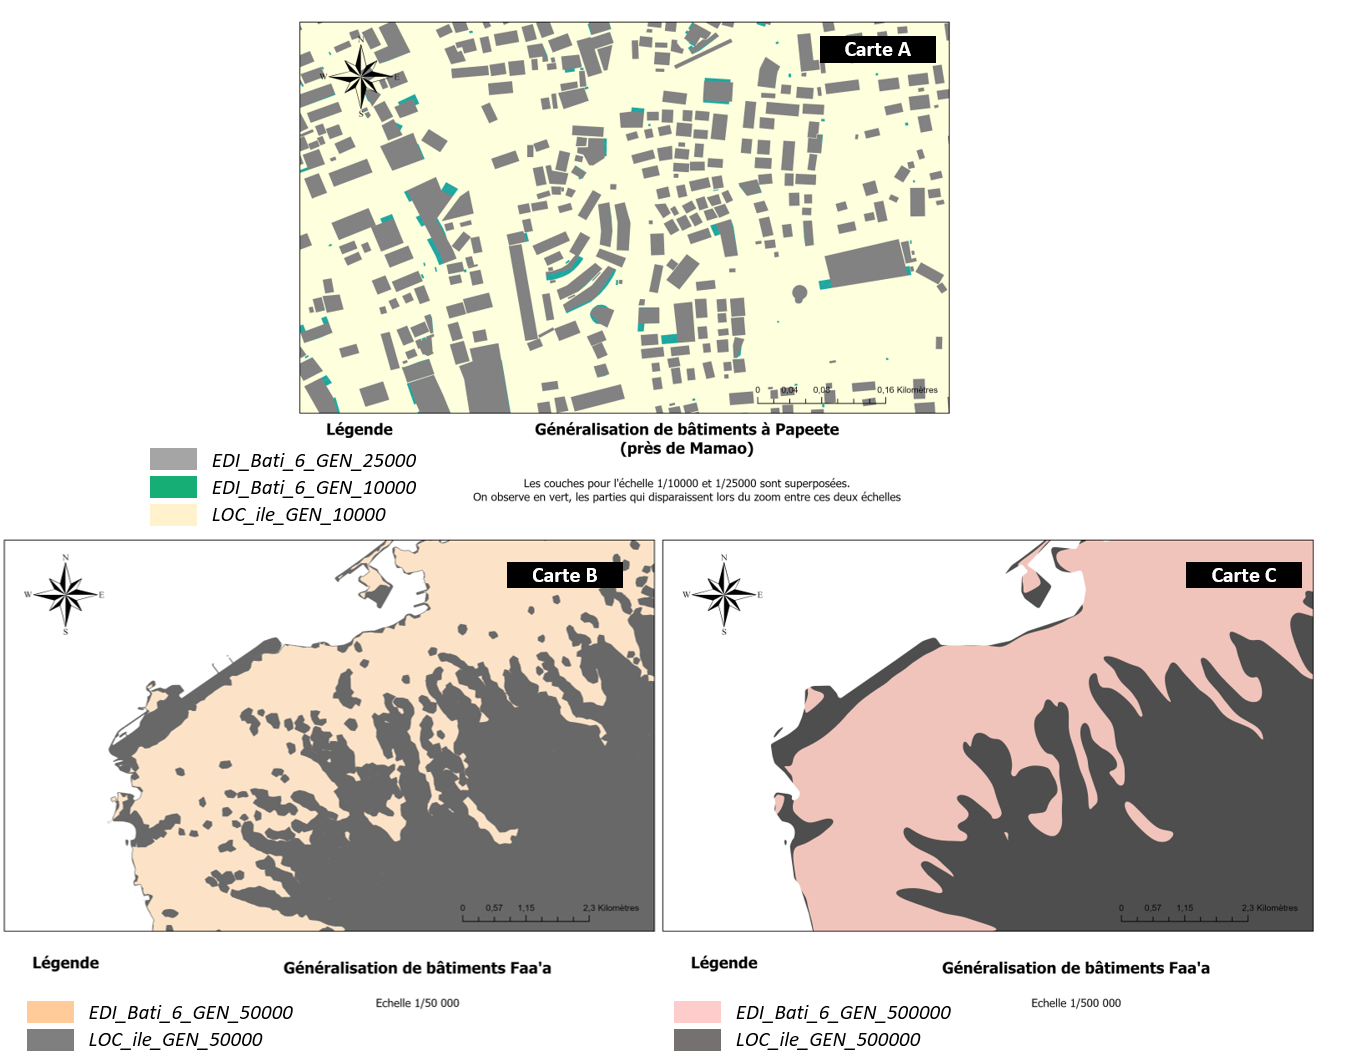 Carte A
N
W E
S
0 0,04 0,08 0,16 Kilomètres
Légende
EDI_Bati_6_GEN_25000
EDI_Bati_6_GEN_10000
LOC_ile_GEN_10000
Généralisation de bâtiments à Papeete
(près de Mamao)
Les couches pour l'échelle 1/10000 et 1/25000 sont superposées.
On observe en vert, les parties qui disparaissent lors du zoom entre ces deux échelles
Carte B
N
W E
S
0 0,57 1,15 2,3 Kilomètres
Légende
Généralisation de bâtiments Faa'a
Echelle 1/50 000
EDI_Bati_6_GEN_50000
LOC_ile_GEN_50000
Carte C
N
W E
S
0 0,57 1,15 2,3 Kilomètres
Légende
Généralisation de bâtiments Faa'a
Echelle 1/500 000
EDI_Bati_6_GEN_500000
LOC_ile_GEN_500000